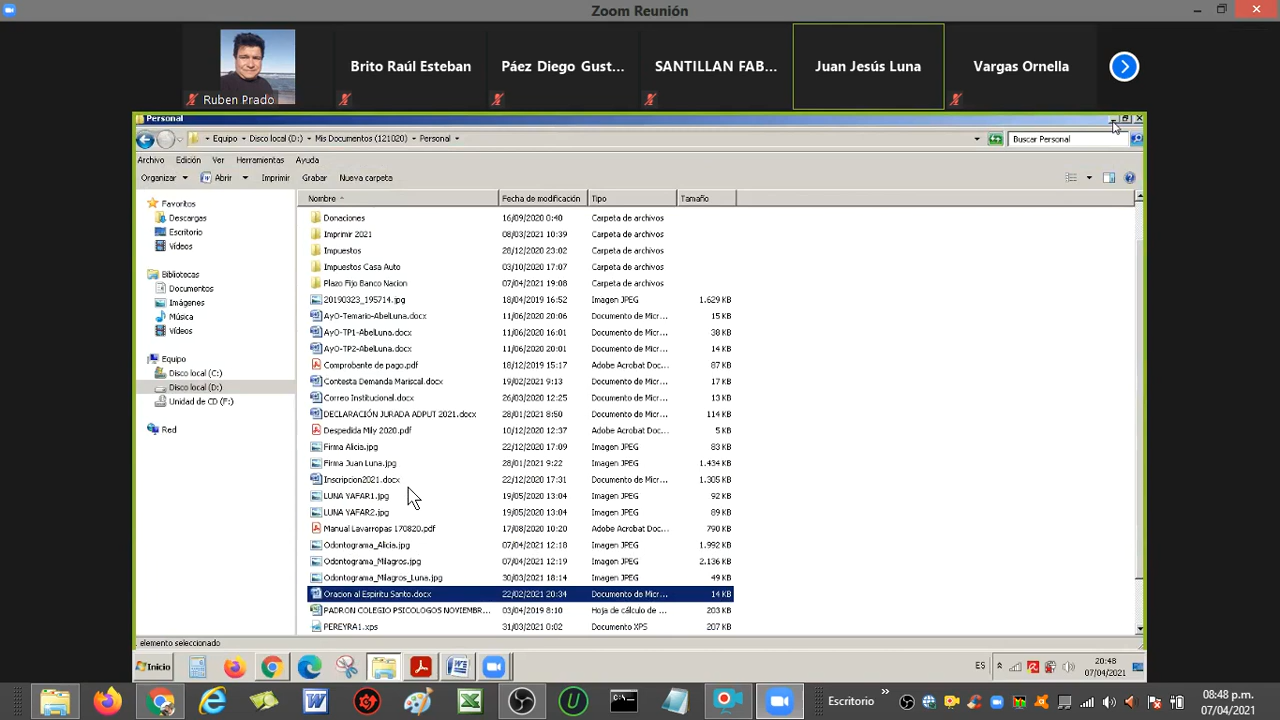 Zoom Reunión
Ruben Prado
Brito Raúl Esteban
Páez Diego Gust...
SANTILLAN FAB...
Juan Jesús Luna
Vargas Ornella
Personal
Equipo
Disco local (D:)
Mis Documentos (121020)
Personal
Buscar Personal
Archivo Edición Ver Herramientas Ayuda
Organizar Abrir Imprimir Grabar Nueva carpeta
Nombre Fecha de modificación Tipo Tamaño
Favoritos
Descargas
Escritorio
Vídeos
Bibliotecas
Documentos
Imágenes
Música
Vídeos
Equipo
Disco local (C:)
Disco local (D:)
Unidad de CD (F:)
Red
Donaciones 16/09/2020 0:40 Carpeta de archivos
Imprimir 2021 08/03/2021 10:39 Carpeta de archivos
Impuestos 28/12/2020 23:02 Carpeta de archivos
Impuestos Casa Auto 03/10/2020 17:07 Carpeta de archivos
Plazo Fijo Banco Nacion 07/04/2021 19:08 Carpeta de archivos
20190323_195714.jpg 18/04/2019 16:52 Imagen JPEG 1.629 KB
AyO-Temario-AbelLuna.docx 11/06/2020 20:06 Documento de Micr... 15 KB
AyO-TP1-AbelLuna.docx 11/06/2020 16:01 Documento de Micr... 38 KB
AyO-TP2-AbelLuna.docx 11/06/2020 20:01 Documento de Micr... 14 KB
Comprobante de pago.pdf 18/12/2019 15:17 Adobe Acrobat Doc... 87 KB
Contesta Demanda Mariscal.docx 19/02/2021 9:13 Documento de Micr... 17 KB
Correo Institucional.docx 26/03/2020 12:25 Documento de Micr... 13 KB
DECLARACIÓN JURADA ADPUT 2021.docx 28/01/2021 8:50 Documento de Micr... 114 KB
Despedida Mily 2020.pdf 10/12/2020 12:37 Adobe Acrobat Doc... 5 KB
Firma Alicia.jpg 22/12/2020 17:09 Imagen JPEG 83 KB
Firma Juan Luna.jpg 28/01/2021 9:22 Imagen JPEG 1.434 KB
Inscripcion2021.docx 22/12/2020 17:31 Documento de Micr... 1.305 KB
LUNA YAFAR1.jpg 19/05/2020 13:04 Imagen JPEG 92 KB
LUNA YAFAR2.jpg 19/05/2020 13:04 Imagen JPEG 89 KB
Manual Lavarropas 170820.pdf 17/08/2020 10:20 Adobe Acrobat Doc... 790 KB
Odontograma_Alicia.jpg 07/04/2021 12:18 Imagen JPEG 1.992 KB
Odontograma_Milagros.jpg 07/04/2021 12:19 Imagen JPEG 2.136 KB
Odontograma_Milagros_Luna.jpg 30/03/2021 18:14 Imagen JPEG 49 KB
Oracion al Espiritu Santo.docx 22/02/2021 20:34 Documento de Micr... 14 KB
PADRON COLEGIO PSICOLOGOS NOVIEMBR... 03/04/2019 8:10 Hoja de cálculo de ... 203 KB
PEREYRA1.xps 31/03/2021 0:02 Documento XPS 207 KB
elemento seleccionado
Inicio
ES
20:48
07/04/2021
Escritorio
08:48 p.m.
07/04/2021